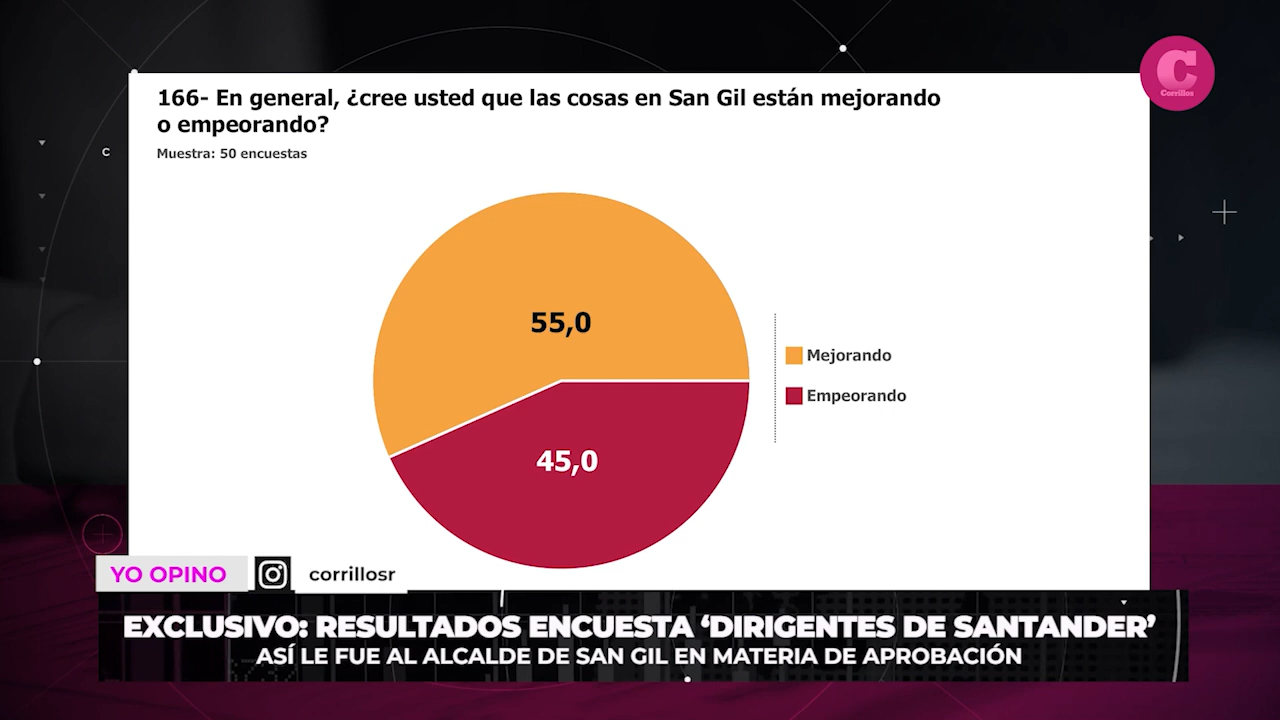 C
Corrillos
166- En general, ¿cree usted que las cosas en San Gil están mejorando
o empeorando?
Muestra: 50 encuestas
C
55,0
45,0
Mejorando
Empeorando
YO OPINO
corrillosr
EXCLUSIVO: RESULTADOS ENCUESTA ‘DIRIGENTES DE SANTANDER’
ASÍ LE FUE AL ALCALDE DE SAN GIL EN MATERIA DE APROBACIÓN